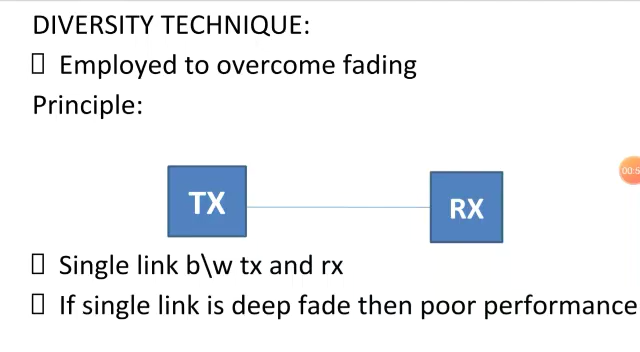 DIVERSITY TECHNIQUE:
Employed to overcome fading
Principle:
TX
RX
Single link b\w tx and rx
If single link is deep fade then poor performance